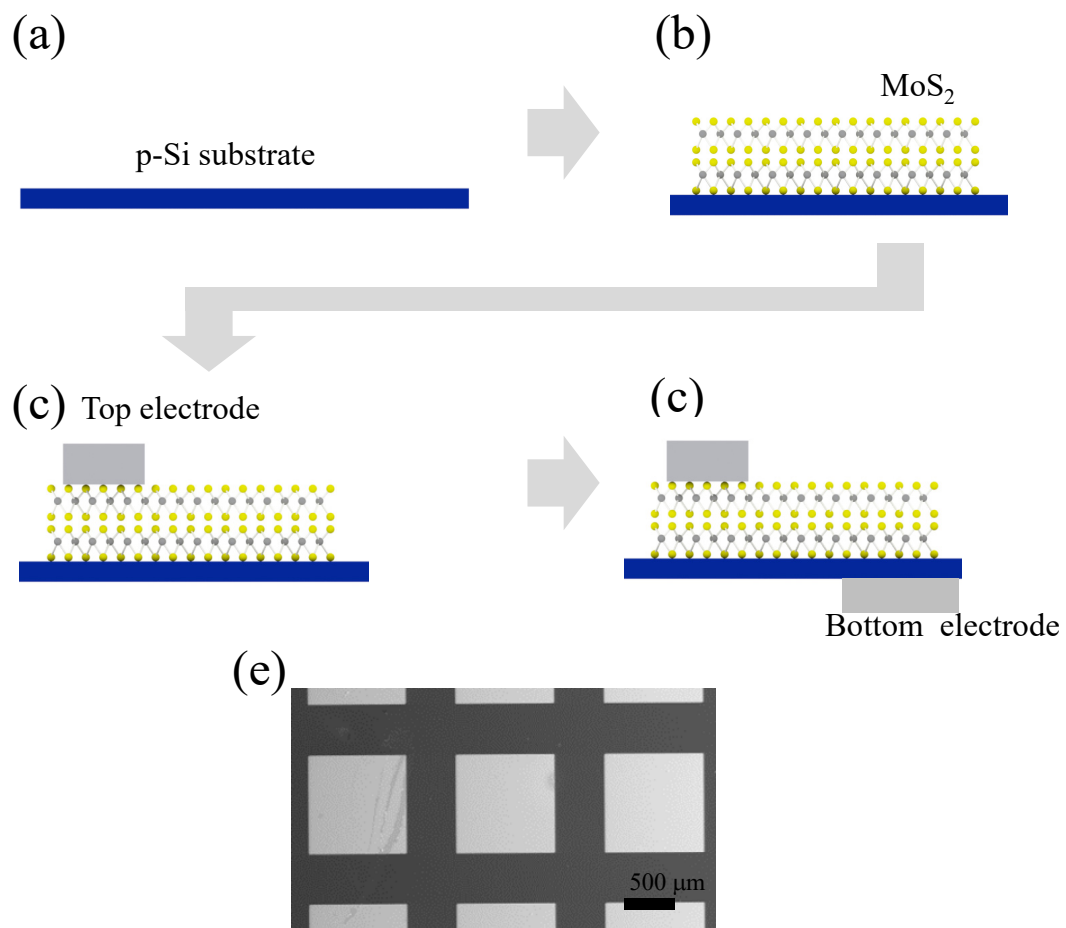 (a)
(b)
MoS₂
p-Si substrate
(c) Top electrode
(c)
Bottom electrode
(e)
500 μm